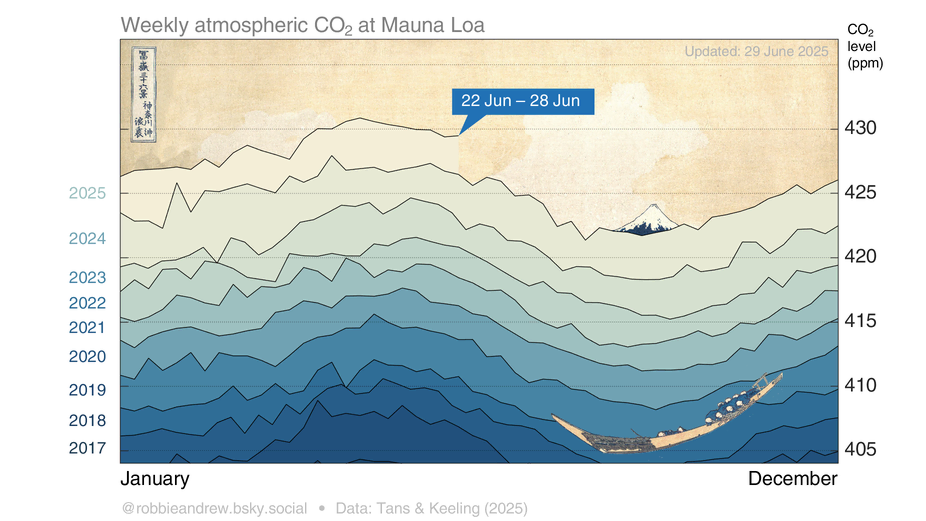 Weekly atmospheric CO₂ at Mauna Loa
CO₂
level
(ppm)
Updated: 29 June 2025
冨嶽三十六景
神奈川沖
浪裏
22 Jun – 28 Jun
430
425
420
415
410
405
2025
2024
2023
2022
2021
2020
2019
2018
2017
January
December
@robbieandrew.bsky.social • Data: Tans & Keeling (2025)